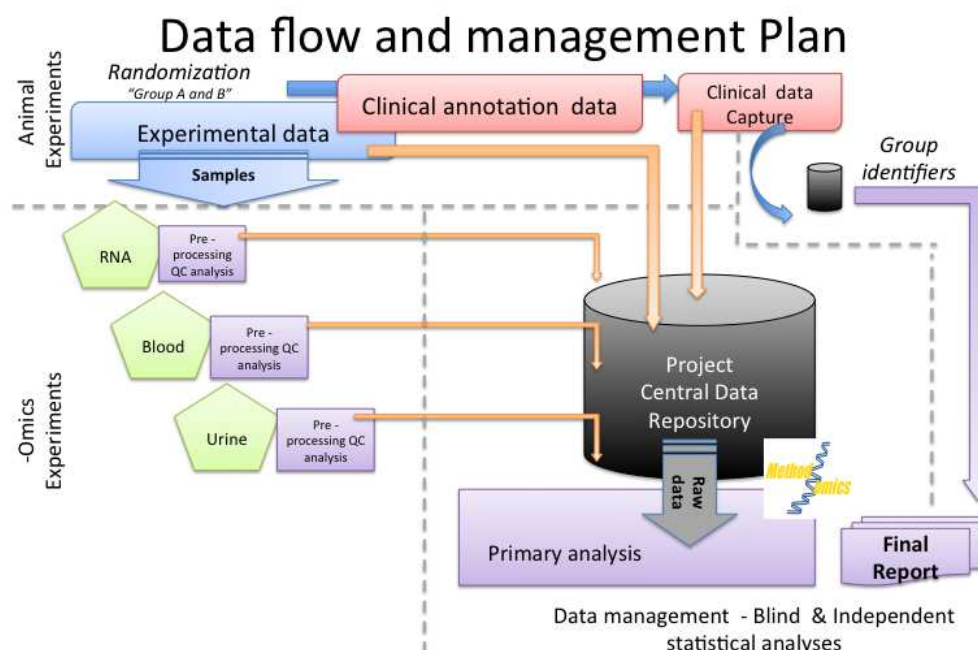 Data flow and management Plan
Animal
Experiments
Randomization
"Group A and B"
Experimental data
Samples
Clinical annotation data
Clinical data
Capture
Group
identifiers
-Omics
Experiments
RNA
Pre -
processing
QC analysis
Blood
Pre -
processing QC
analysis
Urine
Pre -
processing QC
analysis
Project
Central Data
Repository
Raw
data
Method
omics
Primary analysis
Final
Report
Data management - Blind & Independent
statistical analyses